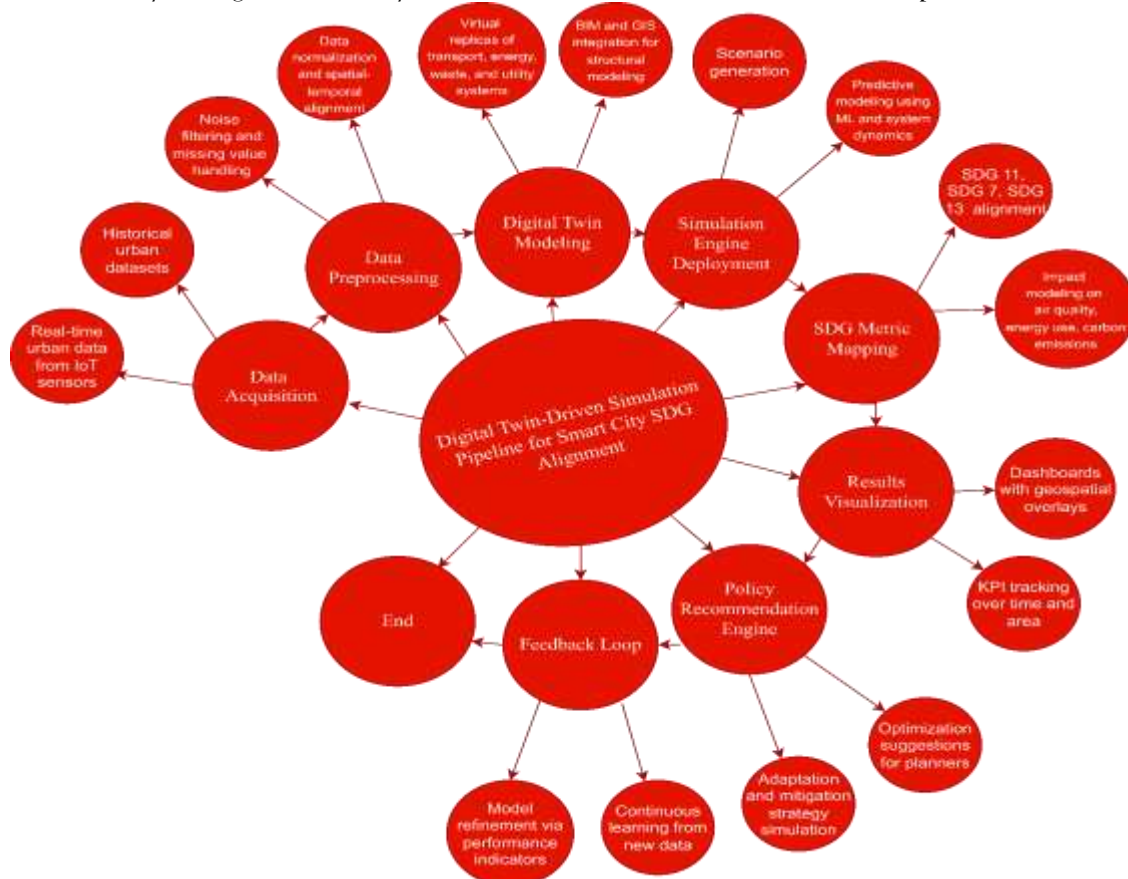 Data
normalization
and spatial-
temporal
alignment
Virtual
replicas of
transport, energy,
waste, and utility
systems
BIM and GIS
integration for
structural
modeling
Scenario
generation
Predictive
modeling using
ML and system
dynamics
Noise
filtering and
missing value
handling
Digital Twin
Modeling
Simulation
Engine
Deployment
SDG 11,
SDG 7, SDG
13 alignment
Historical
urban
datasets
Data
Preprocessing
Impact
modeling on
air quality,
energy use, carbon
emissions
Real-time
urban data
from IoT
sensors
Data
Acquisition
SDG Metric
Mapping
Digital Twin-Driven Simulation
Pipeline for Smart City SDG
Alignment
Results
Visualization
Dashboards
with geospatial
overlays
KPI tracking
over time and
area
End
Feedback Loop
Policy
Recommendation
Engine
Optimization
suggestions
for planners
Model
refinement via
performance
indicators
Continuous
learning from
new data
Adaptation
and mitigation
strategy
simulation